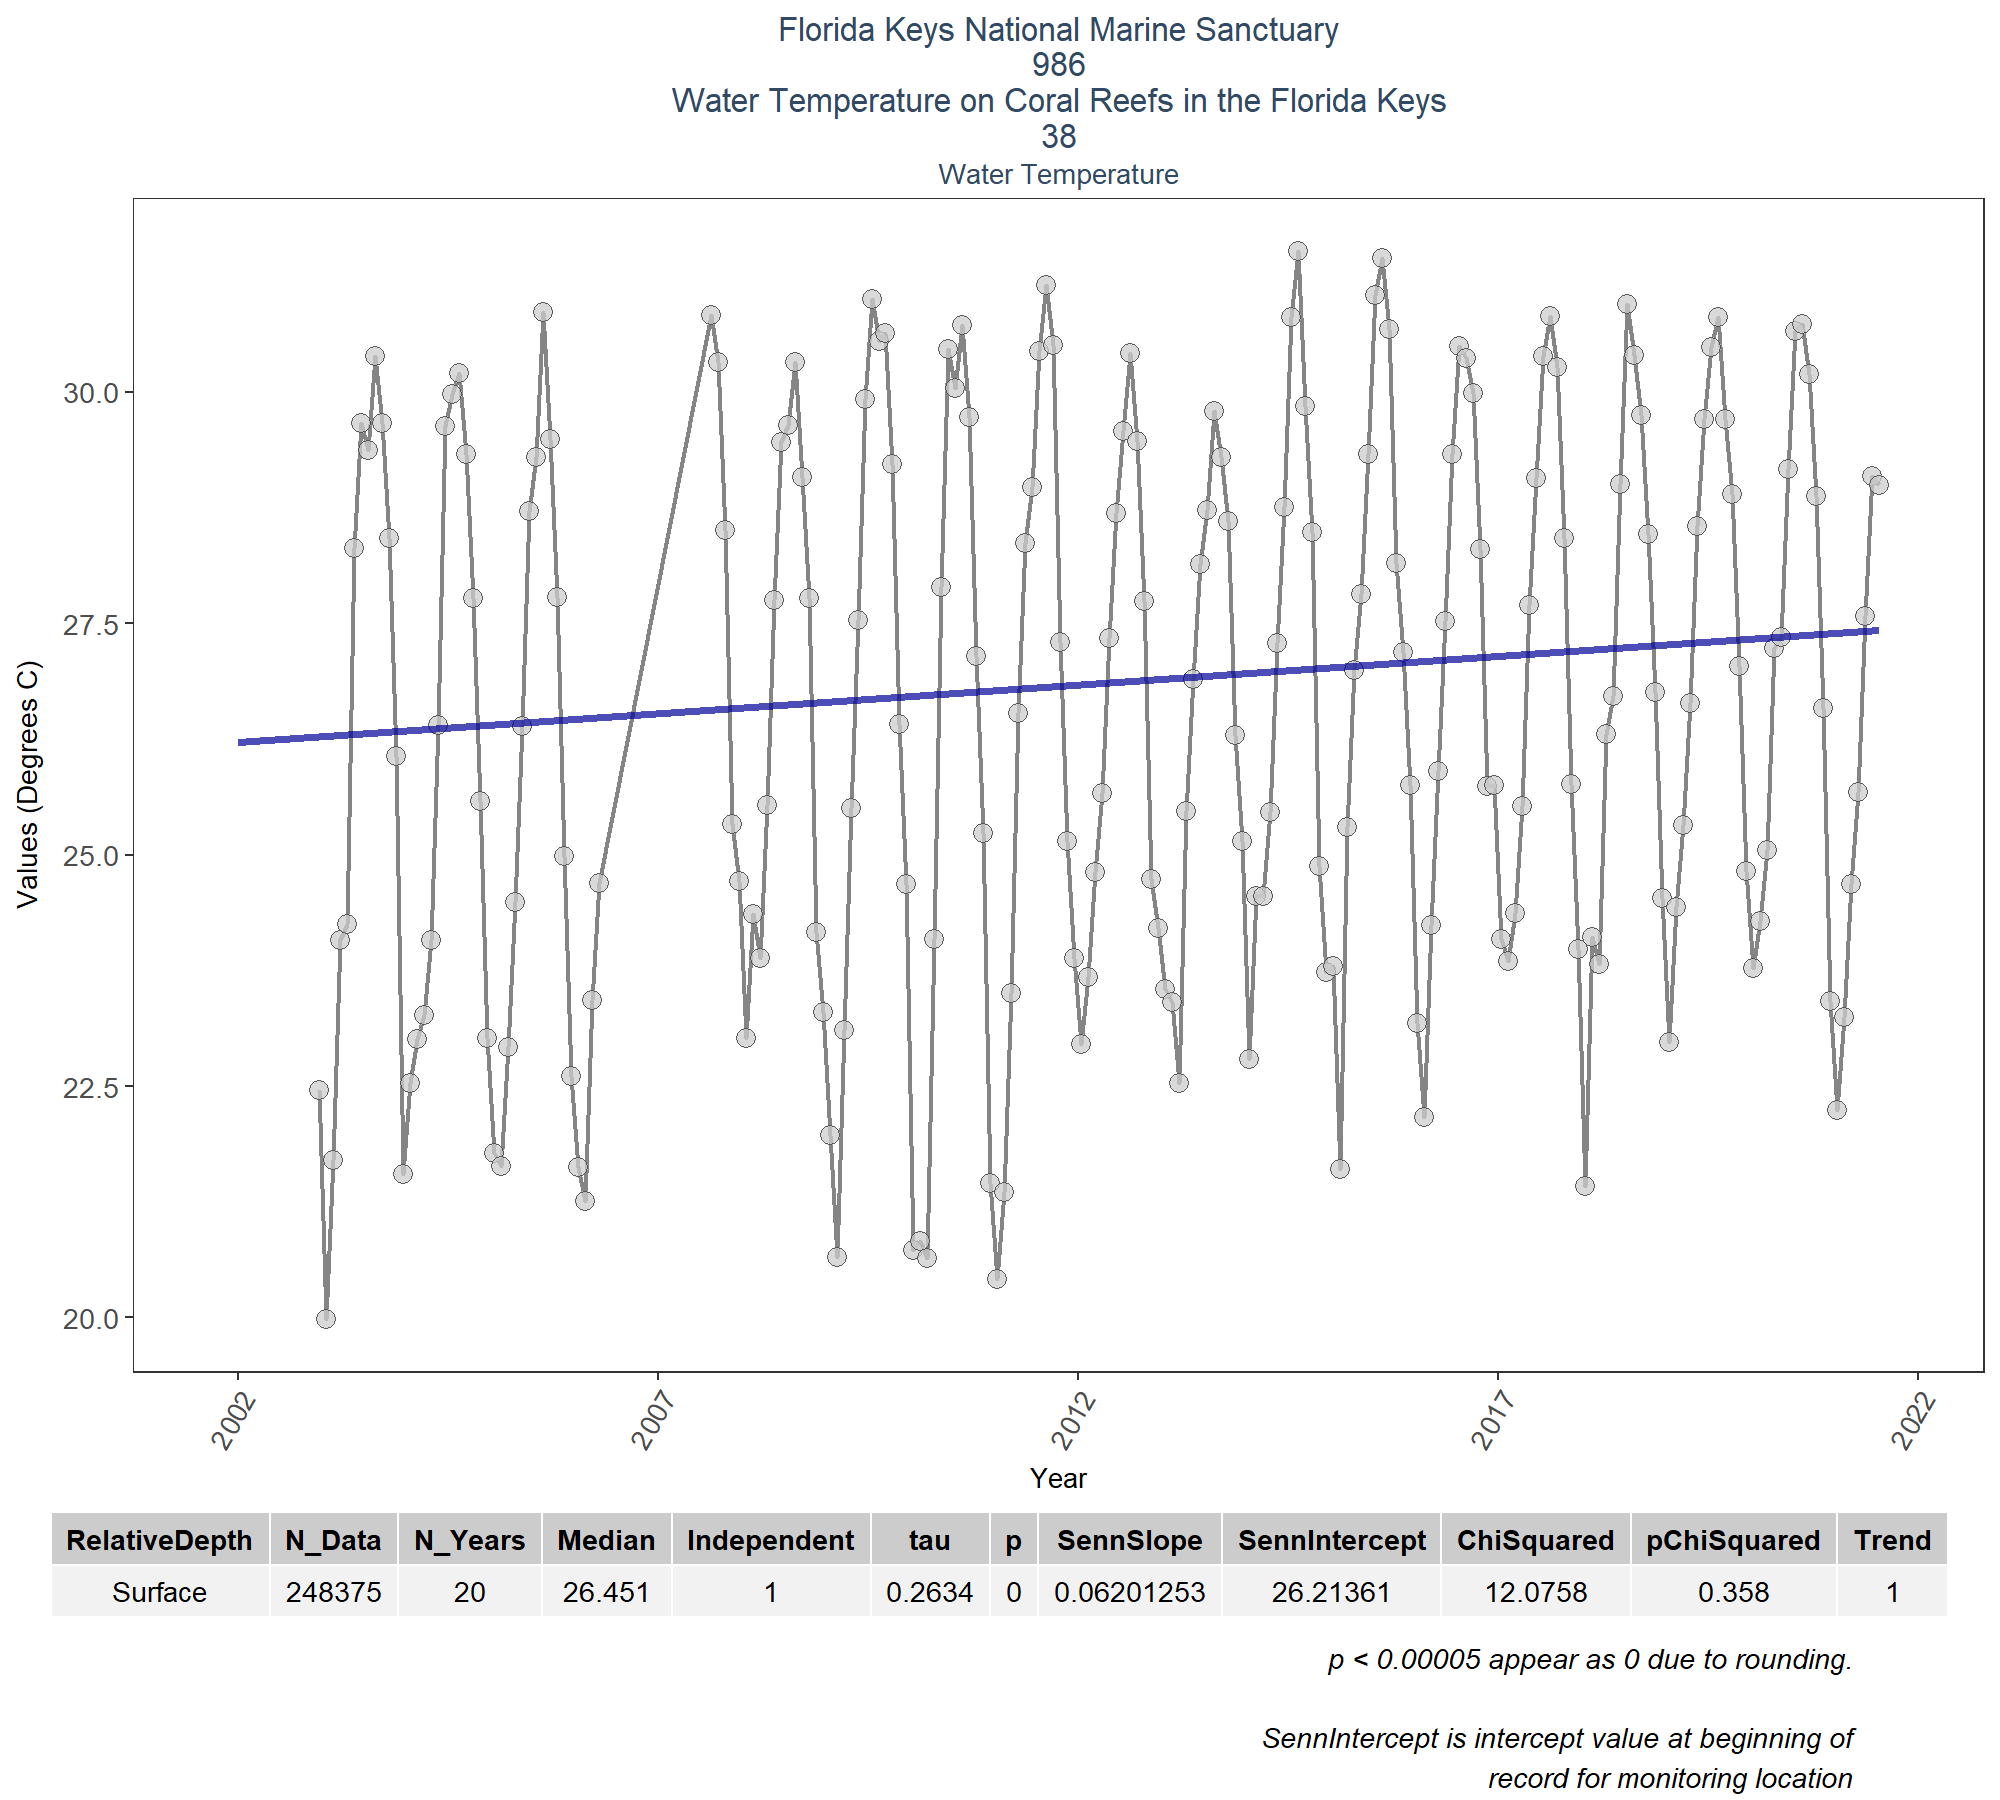 Florida Keys National Marine Sanctuary
986
Water Temperature on Coral Reefs in the Florida Keys
38
Water Temperature
Values (Degrees C)
30.0
27.5
25.0
22.5
20.0
2002
2007
2012
2017
2022
Year
RelativeDepth N_Data N_Years Median Independent tau p SennSlope SennIntercept ChiSquared pChiSquared Trend
Surface 248375 20 26.451 1 0.2634 0 0.06201253 26.21361 12.0758 0.358 1
p < 0.00005 appear as 0 due to rounding.
SennIntercept is intercept value at beginning of
record for monitoring location